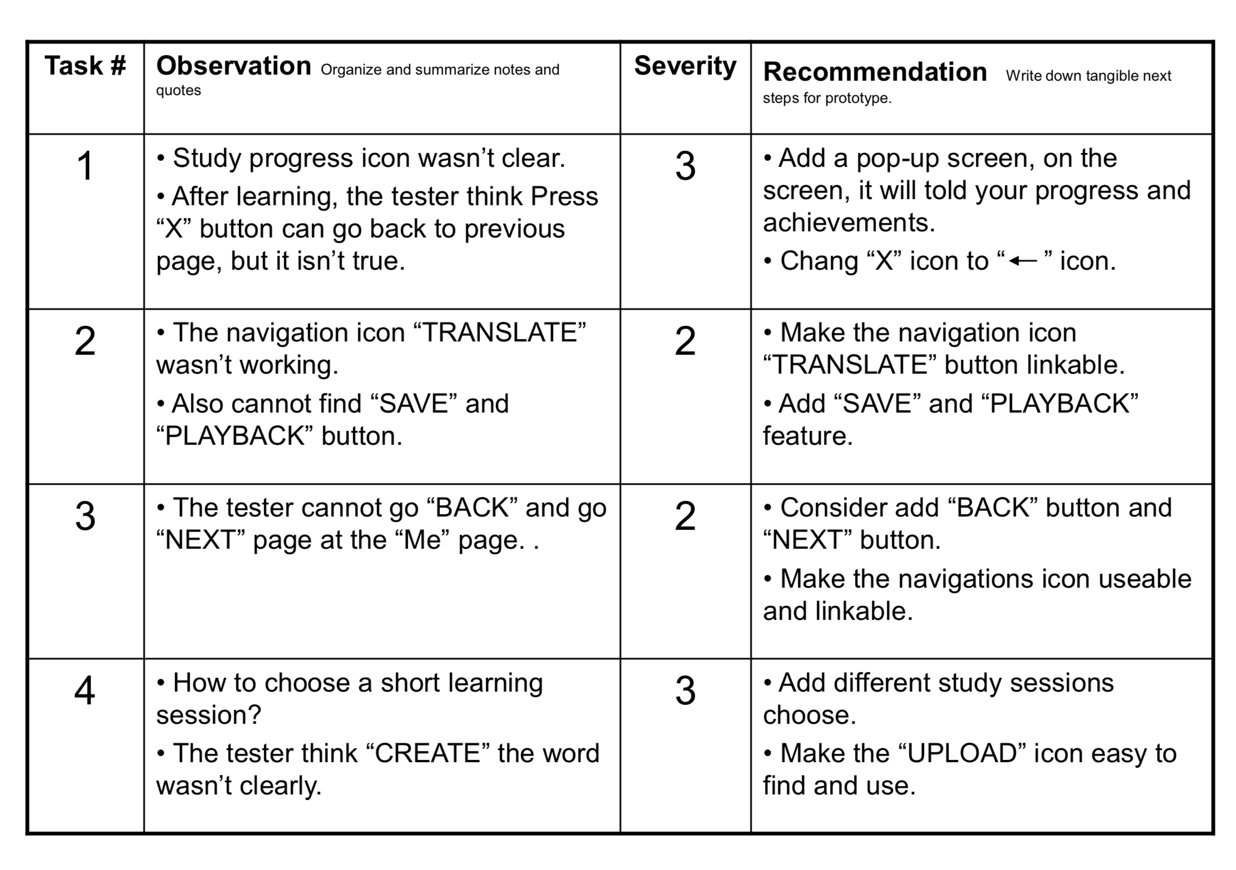 Task #
Observation Organize and summarize notes and
quotes
Severity
Recommendation Write down tangible next
steps for prototype.
1
• Study progress icon wasn’t clear.
• After learning, the tester think Press
“X” button can go back to previous
page, but it isn’t true.
3
• Add a pop-up screen, on the
screen, it will told your progress and
achievements.
• Chang “X” icon to “← ” icon.
2
• The navigation icon “TRANSLATE”
wasn’t working.
• Also cannot find “SAVE” and
“PLAYBACK” button.
2
• Make the navigation icon
“TRANSLATE” button linkable.
• Add “SAVE” and “PLAYBACK”
feature.
3
• The tester cannot go “BACK” and go
“NEXT” page at the “Me” page. .
2
• Consider add “BACK” button and
“NEXT” button.
• Make the navigations icon useable
and linkable.
4
• How to choose a short learning
session?
• The tester think “CREATE” the word
wasn’t clearly.
3
• Add different study sessions
choose.
• Make the “UPLOAD” icon easy to
find and use.